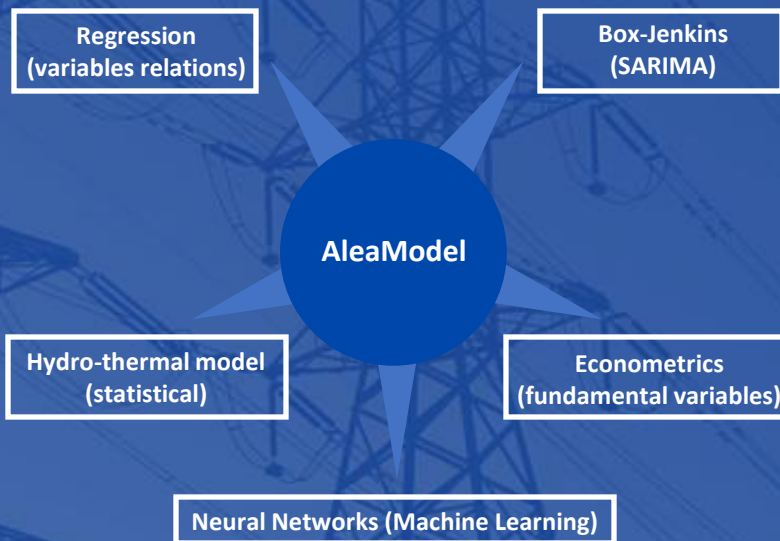 Regression
(variables relations)
Box-Jenkins
(SARIMA)
AleaModel
Hydro-thermal model
(statistical)
Econometrics
(fundamental variables)
Neural Networks (Machine Learning)